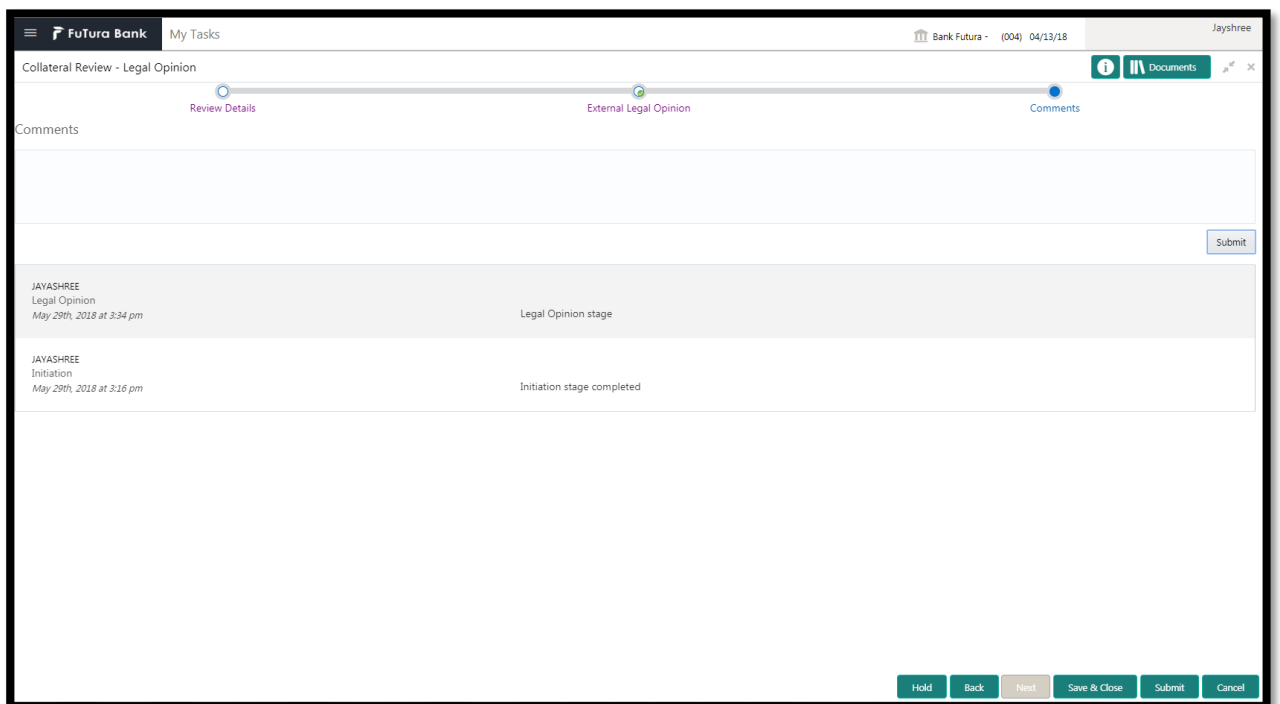 FuTura Bank My Tasks Bank Futura - (004) 04/13/18 Jayshree
Collateral Review - Legal Opinion i Documents
Review Details External Legal Opinion Comments
Comments
Submit
JAYASHREE
Legal Opinion
May 29th, 2018 at 3:34 pm Legal Opinion stage
JAYASHREE
Initiation
May 29th, 2018 at 3:16 pm Initiation stage completed
Hold Back Next Save & Close Submit Cancel